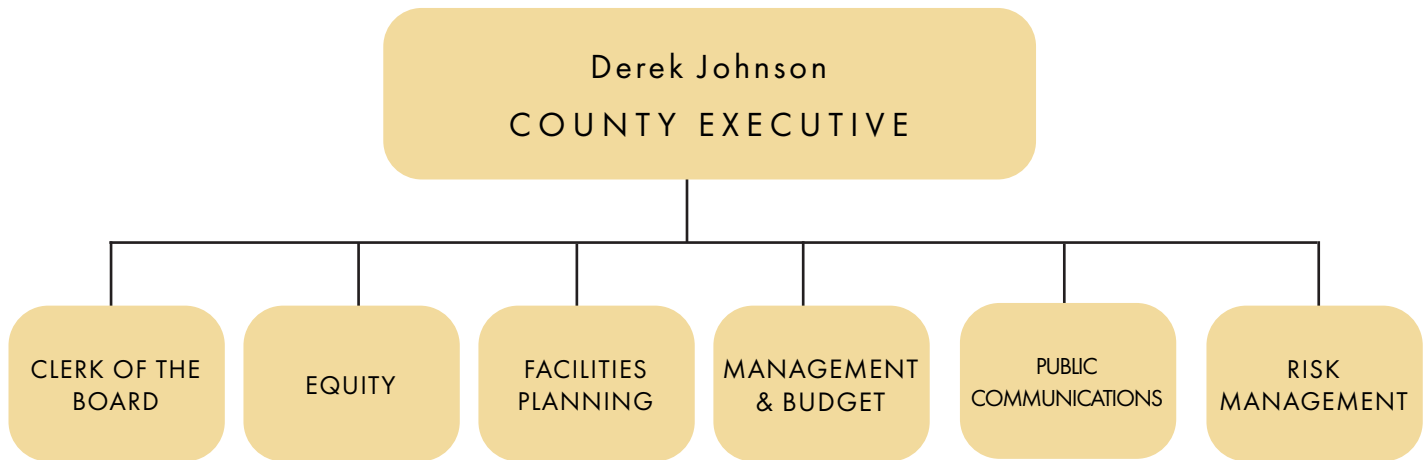 Derek Johnson
COUNTY EXECUTIVE
CLERK OF THE
BOARD
EQUITY
FACILITIES
PLANNING
MANAGEMENT
& BUDGET
PUBLIC
COMMUNICATIONS
RISK
MANAGEMENT